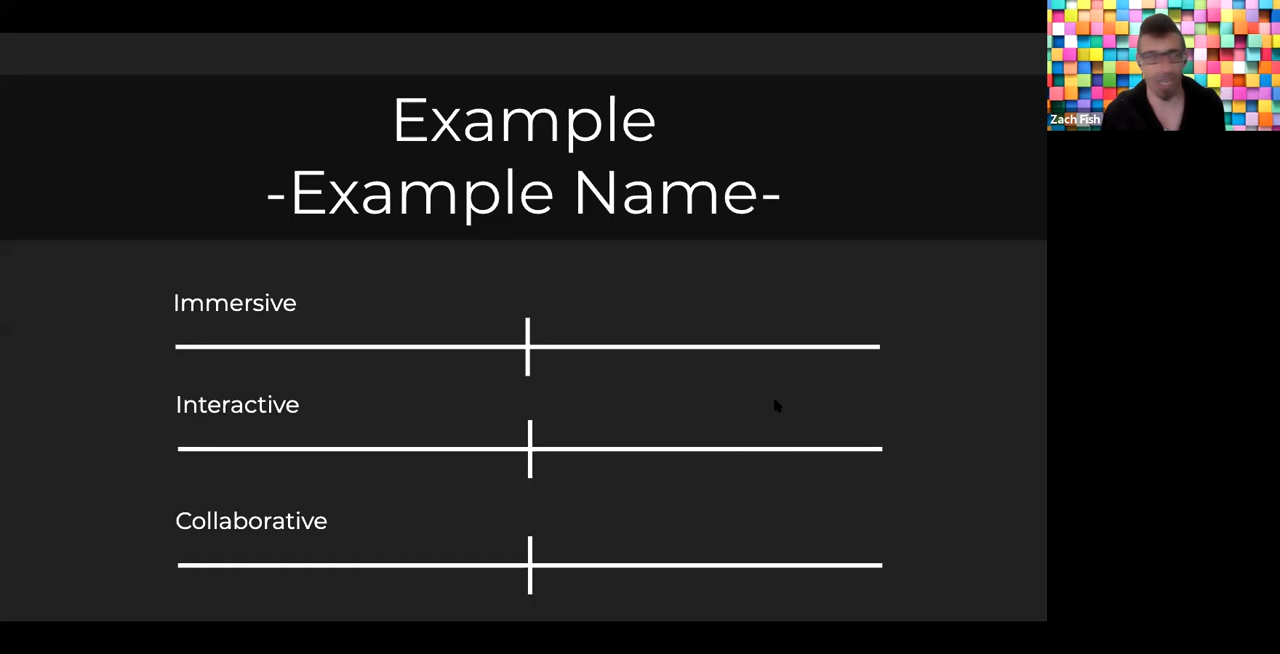 Example
-Example Name-
Immersive
Interactive
Collaborative
Zach Fish